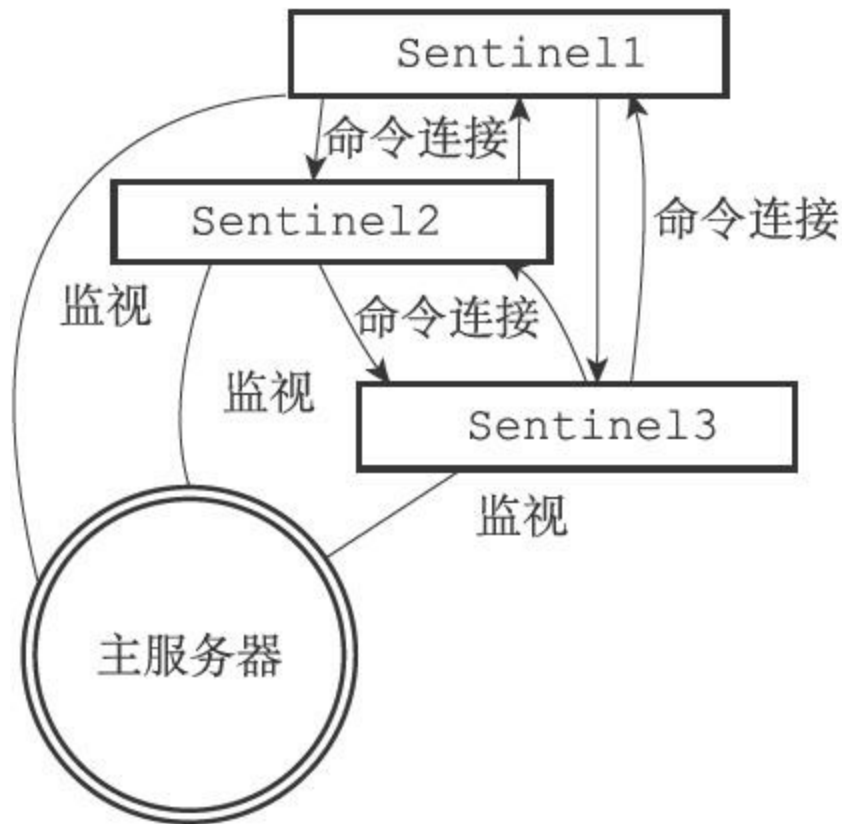 Sentinel1
命令连接
Sentinel2
命令连接
监视
命令连接
监视
Sentinel3
监视
主服务器